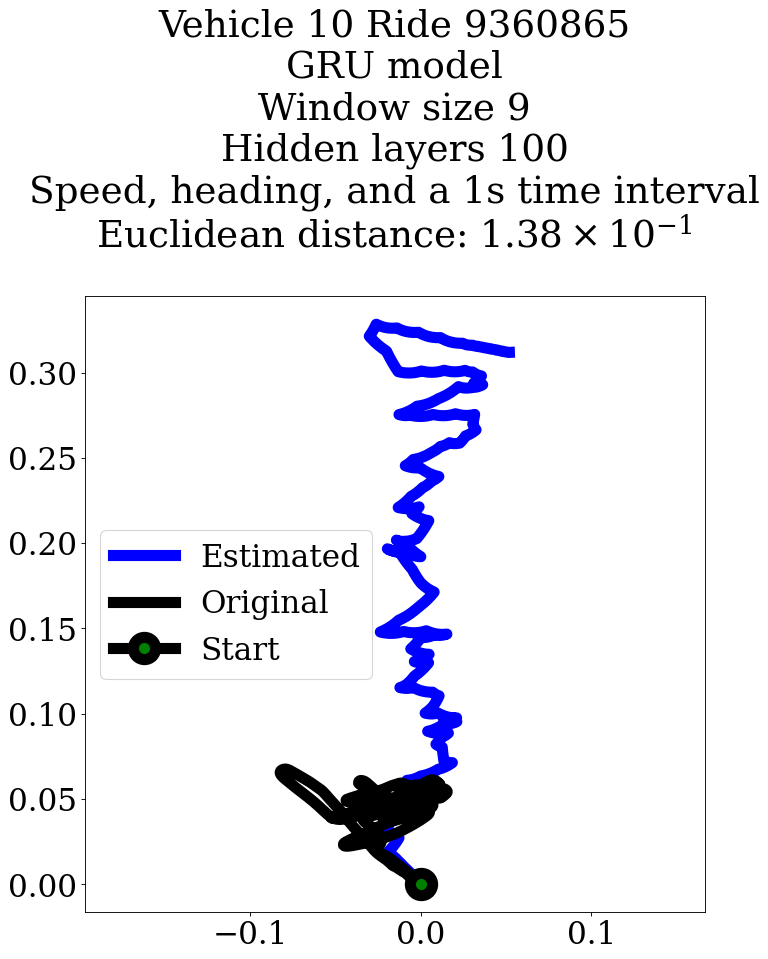 Vehicle 10 Ride 9360865
GRU model
Window size 9
Hidden layers 100
Speed, heading, and a 1s time interval
Euclidean distance: 1.38 × 10⁻¹
0.30
0.25
0.20
0.15
0.10
0.05
0.00
Estimated
Original
Start
−0.1
0.0
0.1